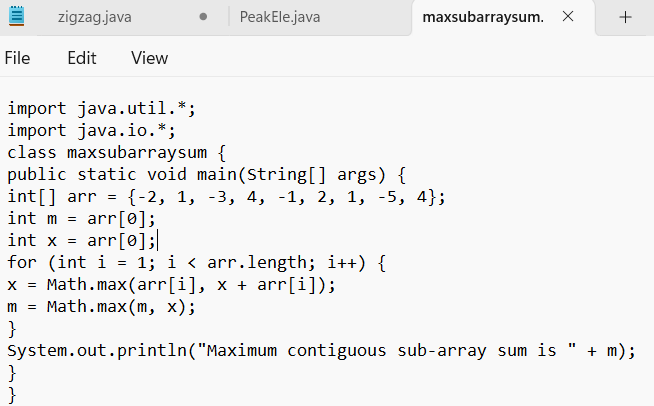 zigzag.java
PeakEle.java
maxsubarraysum.
File
Edit
View
import java.util.*;
import java.io.*;
class maxsubarraysum {
public static void main(String[] args) {
int[] arr = {-2, 1, -3, 4, -1, 2, 1, -5, 4};
int m = arr[0];
int x = arr[0];
for (int i = 1; i < arr.length; i++) {
x = Math.max(arr[i], x + arr[i]);
m = Math.max(m, x);
}
System.out.println("Maximum contiguous sub-array sum is " + m);
}
}